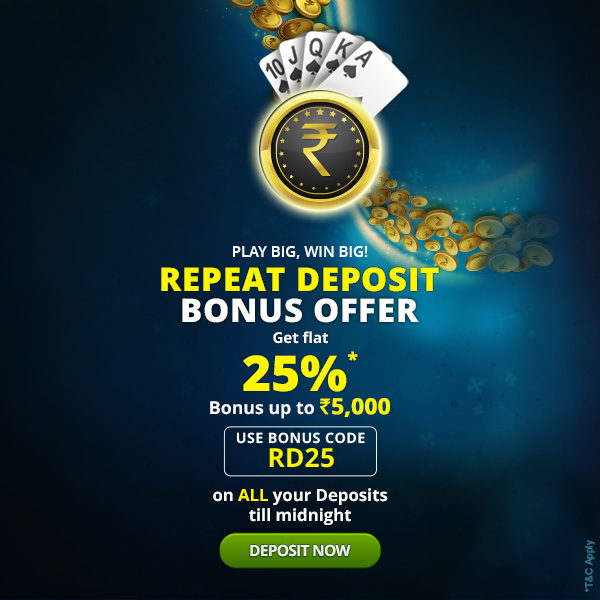 10 J Q K A
₹
PLAY BIG, WIN BIG!
REPEAT DEPOSIT
BONUS OFFER
Get flat
25%*
Bonus up to ₹5,000
USE BONUS CODE
RD25
on ALL your Deposits
till midnight
DEPOSIT NOW
*T&C Apply